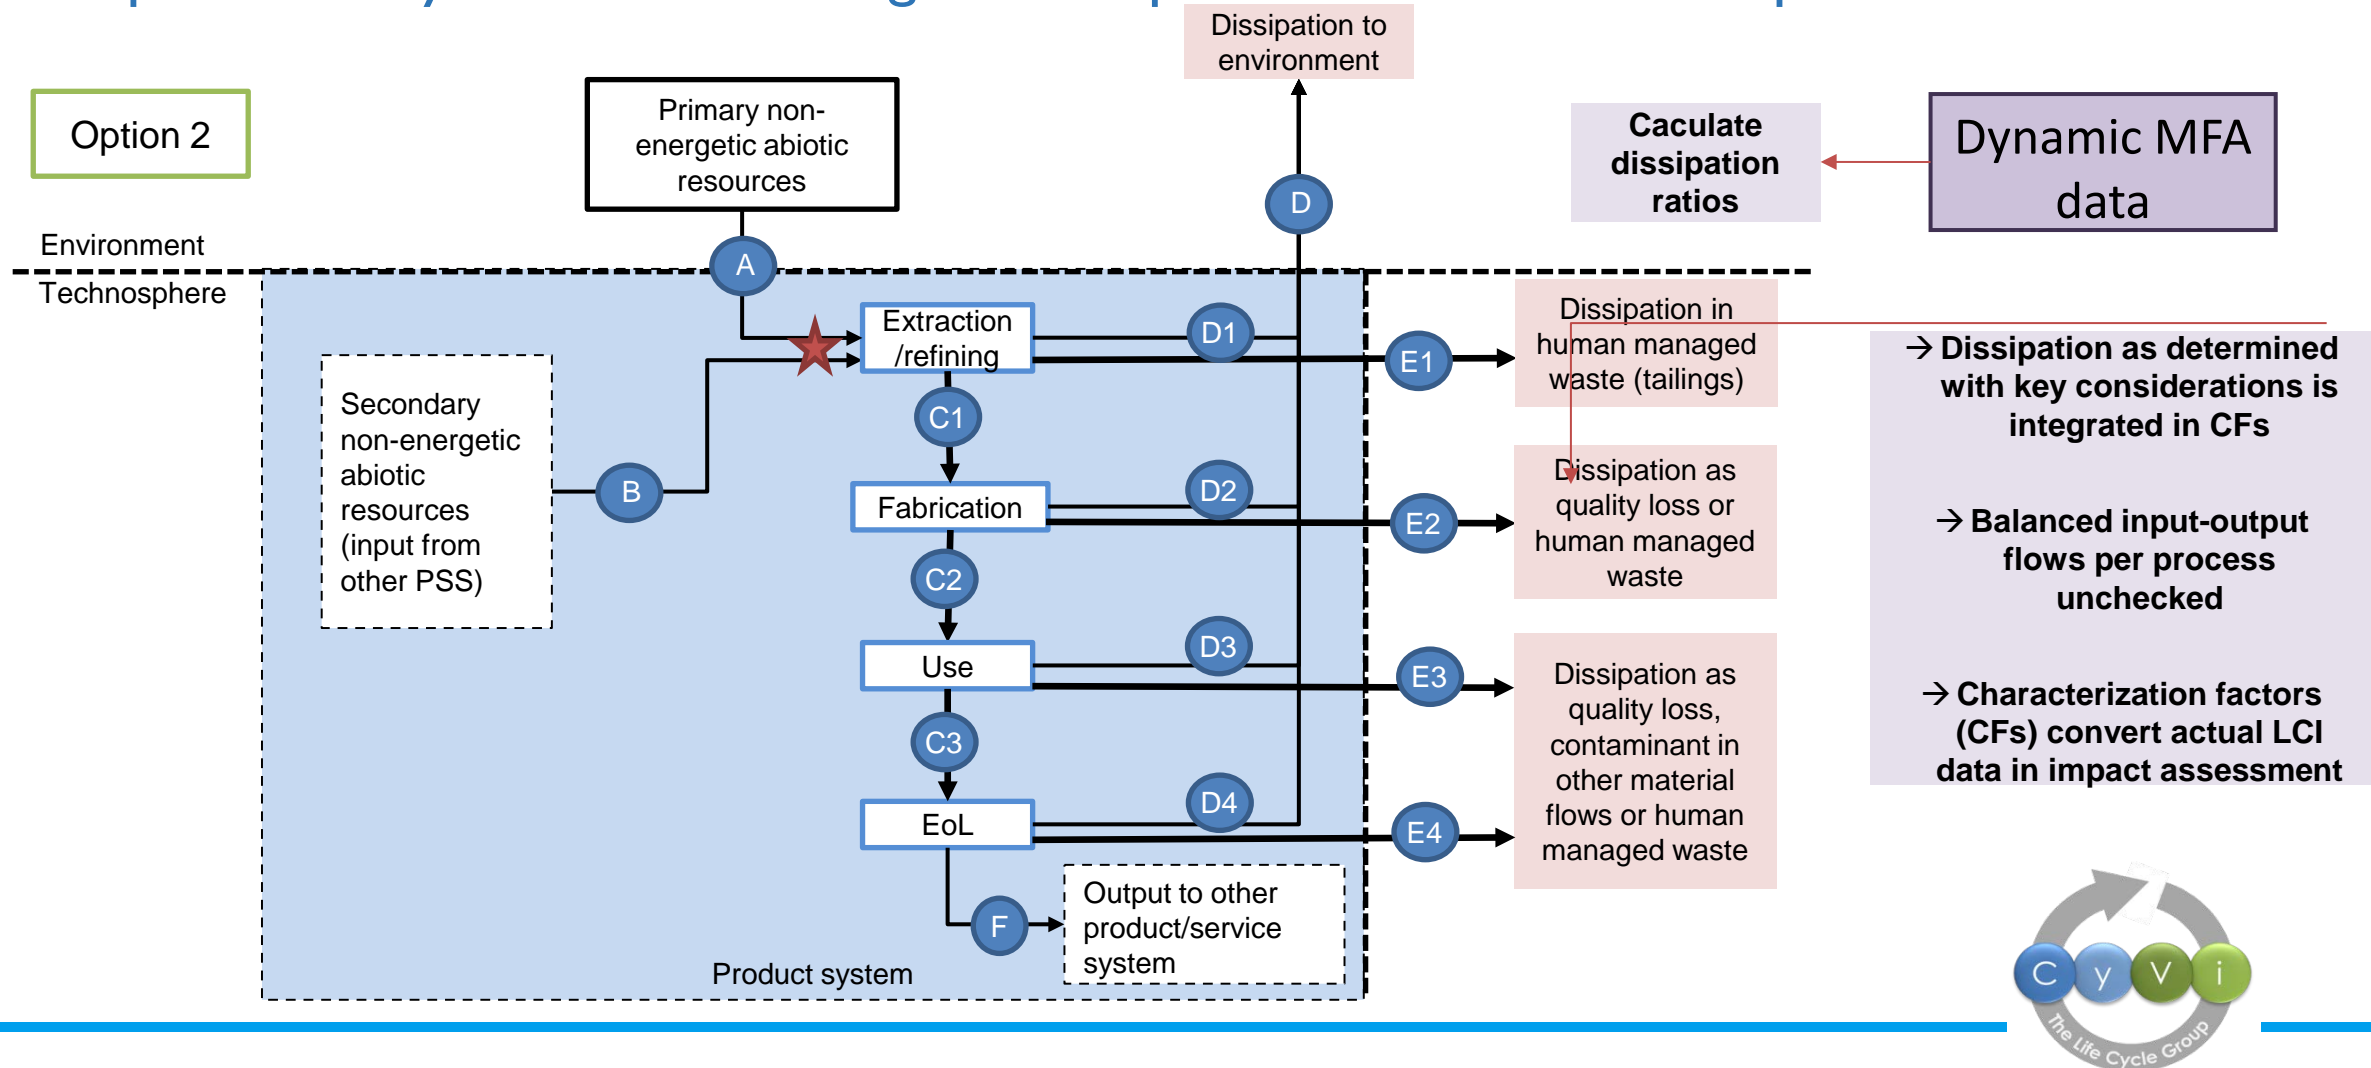 Dissipation to
environment
Option 2
Primary non-
energetic abiotic
resources
Caculate
dissipation
ratios
Dynamic MFA
data
D
Environment
A
Technosphere
Extraction
/refining
D1
E1
Dissipation in
human managed
waste (tailings)
Secondary
non-energetic
abiotic
resources
(input from
other PSS)
B
C1
Fabrication
D2
E2
Dissipation as
quality loss or
human managed
waste
C2
Use
D3
E3
Dissipation as
quality loss,
contaminant in
other material
flows or human
managed waste
C3
EoL
D4
E4
F
Output to other
product/service
system
Product system
→ Dissipation as determined
with key considerations is
integrated in CFs
→ Balanced input-output
flows per process
unchecked
→ Characterization factors
(CFs) convert actual LCI
data in impact assessment
C y V i
The Life Cycle Group